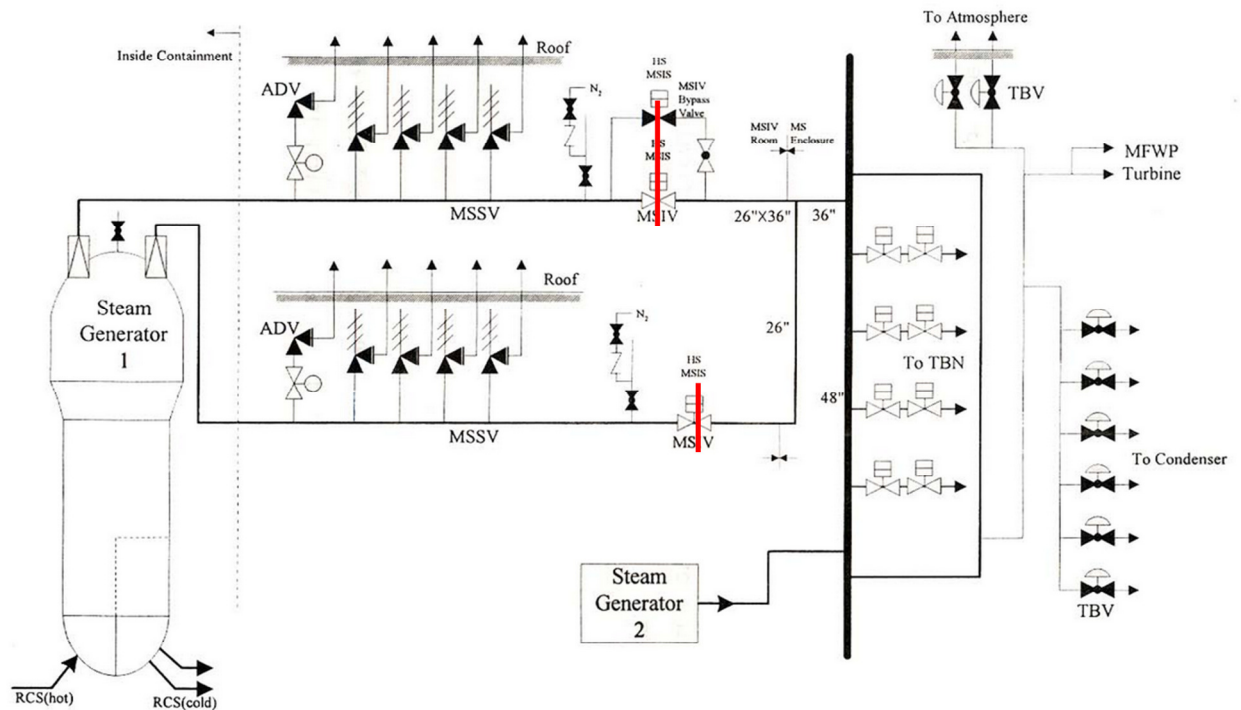 To Atmosphere
Inside Containment
Roof
ADV
N₂
HS
MSIS
MSIV
Bypass
Valve
HS
MSIS
MSIV
Room
MS
Enclosure
TBV
MFWP
Turbine
MSSV
MSIV
26"X36"
36"
Steam
Generator
1
Roof
ADV
N₂
HS
MSIS
26"
To TBN
48"
MSSV
MSIV
To Condenser
Steam
Generator
2
TBV
RCS(hot)
RCS(cold)